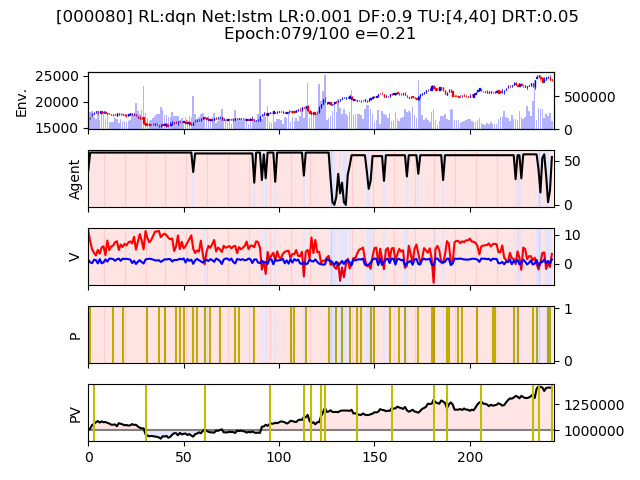 [000080] RL:dqn Net:lstm LR:0.001 DF:0.9 TU:[4,40] DRT:0.05
Epoch:079/100 e=0.21
Env.
25000
20000
15000
500000
0
Agent
50
0
V
10
0
P
1
0
PV
1250000
1000000
0 50 100 150 200